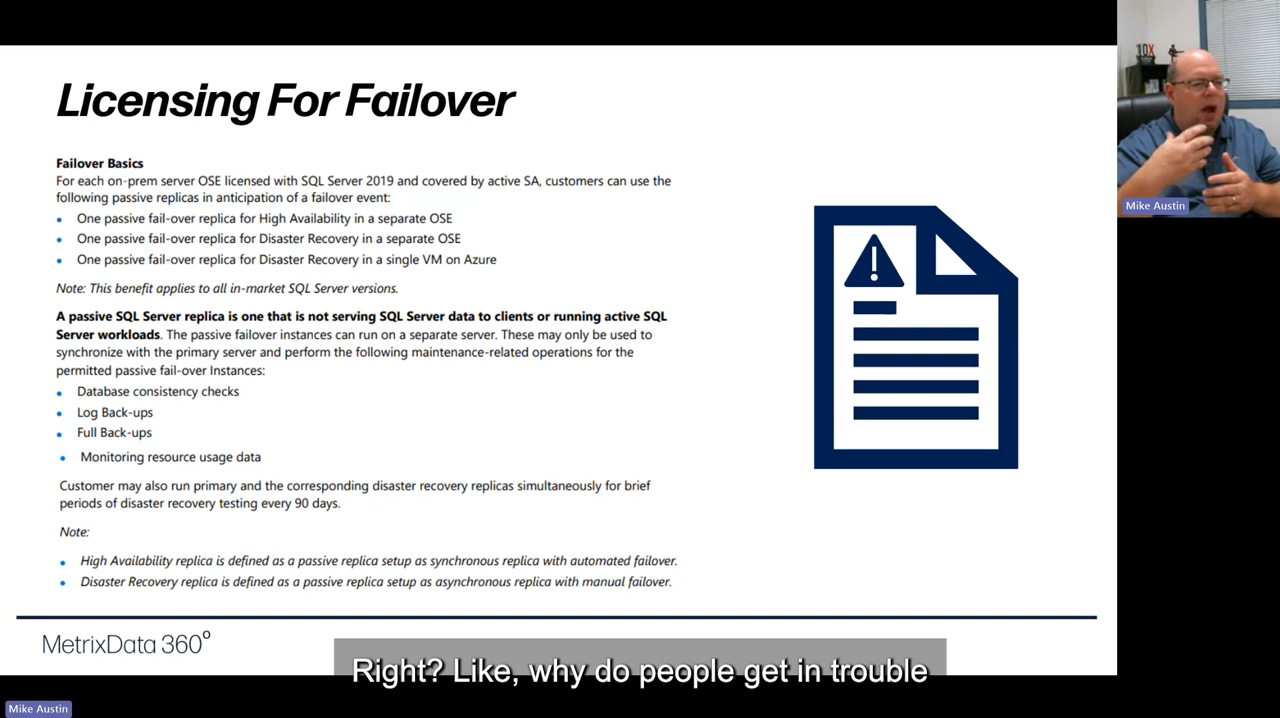 Licensing For Failover
Failover Basics
For each on-prem server OSE licensed with SQL Server 2019 and covered by active SA, customers can use the
following passive replicas in anticipation of a failover event:
• One passive fail-over replica for High Availability in a separate OSE
• One passive fail-over replica for Disaster Recovery in a separate OSE
• One passive fail-over replica for Disaster Recovery in a single VM on Azure
Note: This benefit applies to all in-market SQL Server versions.
A passive SQL Server replica is one that is not serving SQL Server data to clients or running active SQL
Server workloads. The passive failover instances can run on a separate server. These may only be used to
synchronize with the primary server and perform the following maintenance-related operations for the
permitted passive fail-over Instances:
• Database consistency checks
• Log Back-ups
• Full Back-ups
• Monitoring resource usage data
Customer may also run primary and the corresponding disaster recovery replicas simultaneously for brief
periods of disaster recovery testing every 90 days.
Note:
• High Availability replica is defined as a passive replica setup as synchronous replica with automated failover.
• Disaster Recovery replica is defined as a passive replica setup as asynchronous replica with manual failover.
MetrixData 360°
Right? Like, why do people get in trouble
10X
Mike Austin
Mike Austin